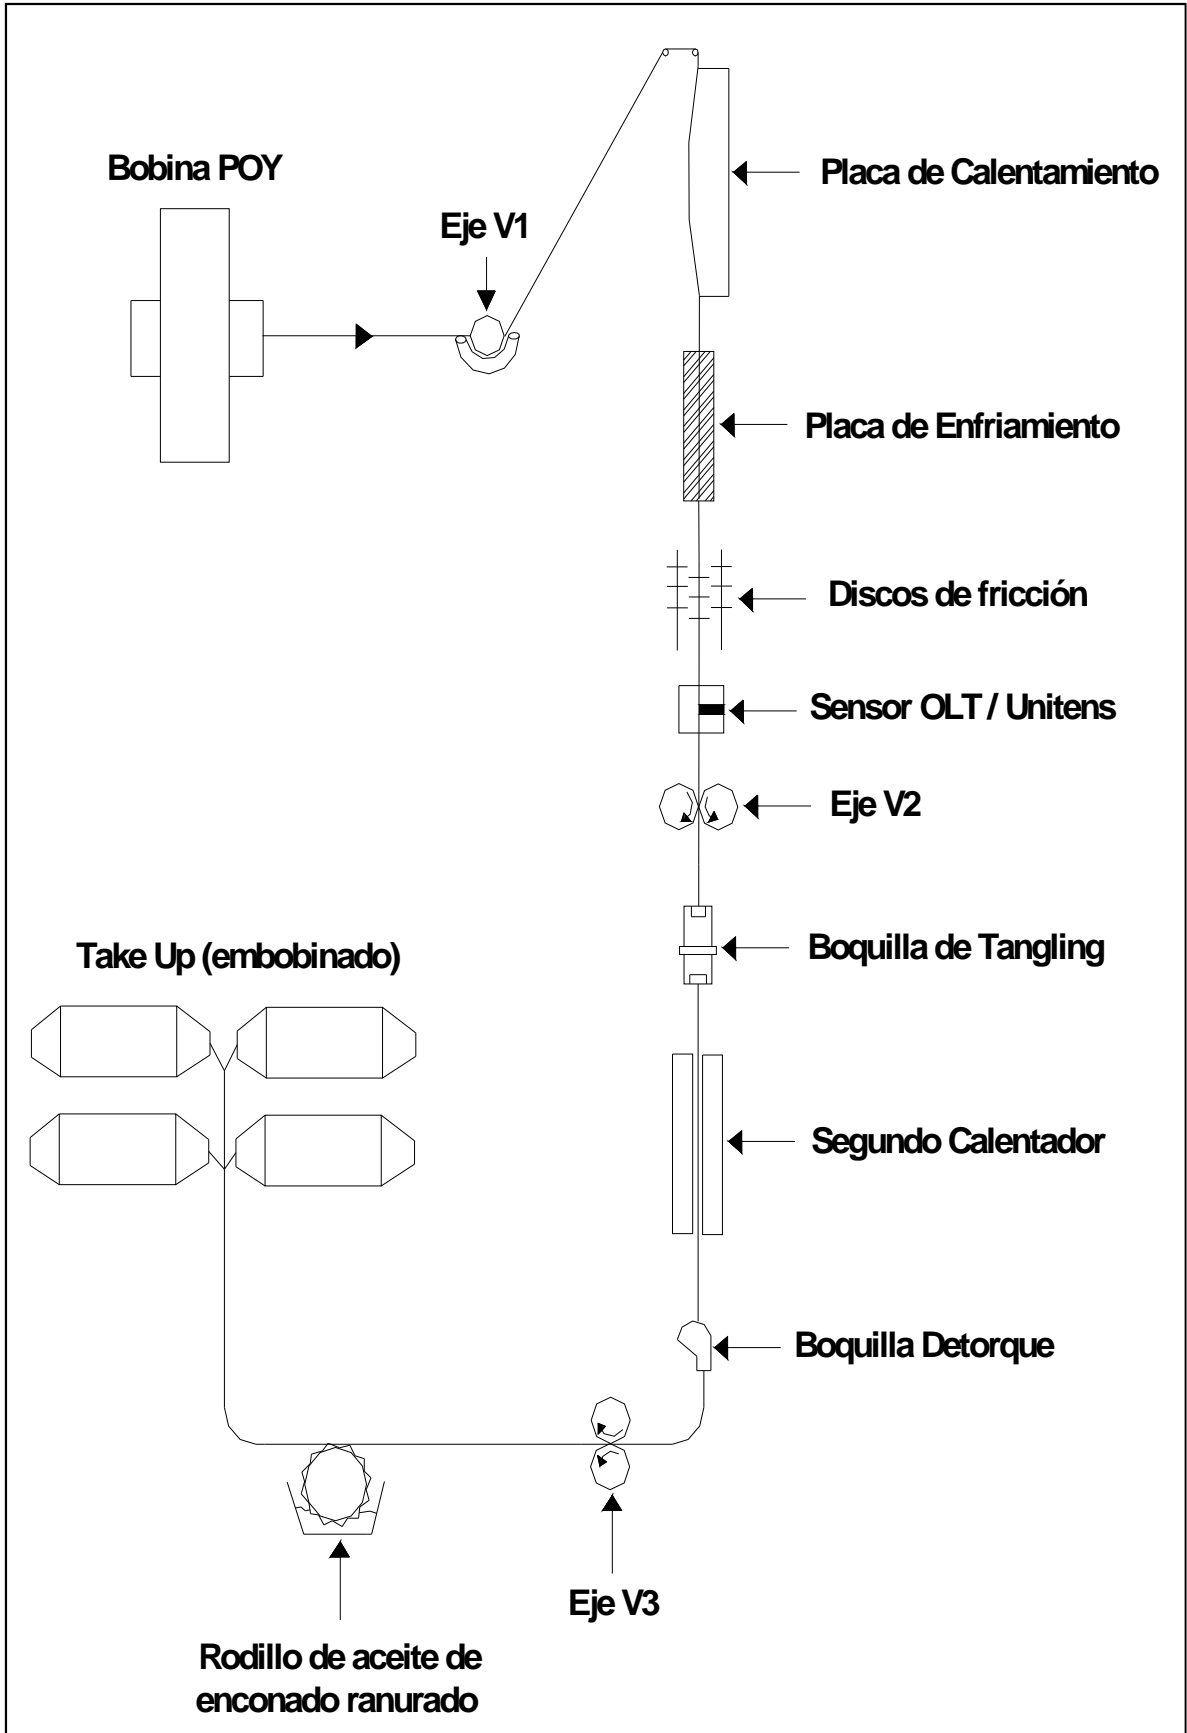 Bobina POY
Eje V1
Placa de Calentamiento
Placa de Enfriamiento
Discos de fricción
Sensor OLT / Unitens
Eje V2
Boquilla de Tangling
Take Up (embobinado)
Segundo Calentador
Boquilla Detorque
Eje V3
Rodillo de aceite de
enconado ranurado